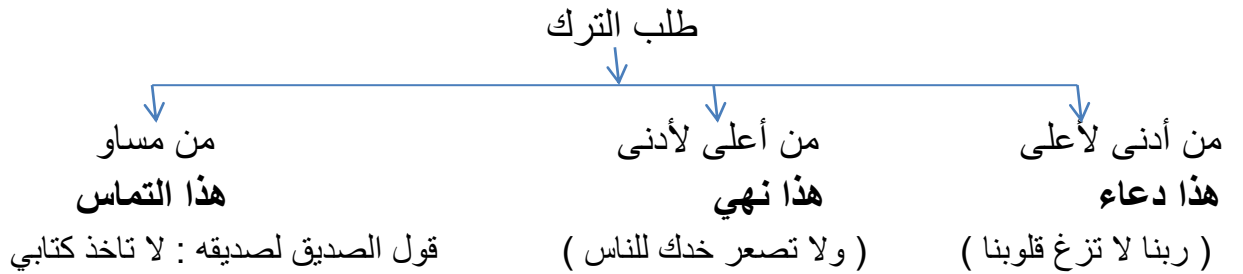 طلب الترك
من أدنى لأعلى من أعلى لأدنى من مساو
هذا دعاء هذا نهي هذا التماس
( ربنا لا تزغ قلوبنا ) ( ولا تصعر خدك للناس ) قول الصديق لصديقه : لا تاخذ كتابي